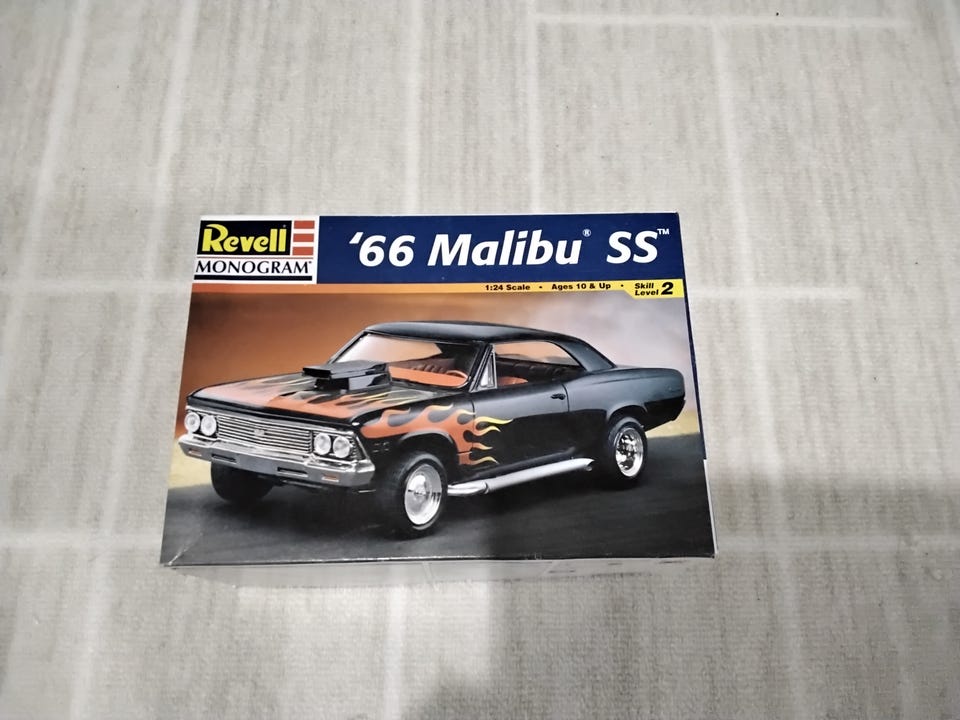 Revell
MONOGRAM®
'66 Malibu® SS™
1:24 Scale • Ages 10 & Up • Skill Level 2